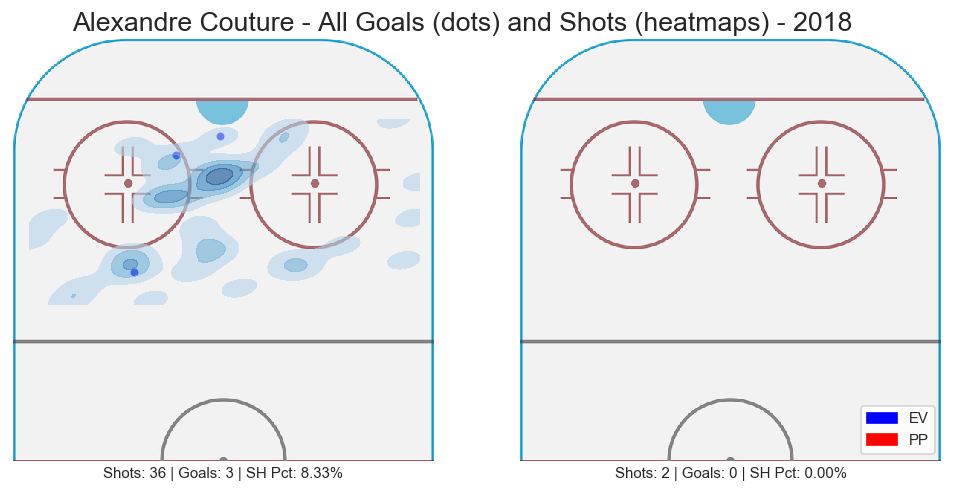 Alexandre Couture - All Goals (dots) and Shots (heatmaps) - 2018
EV
PP
Shots: 36 | Goals: 3 | SH Pct: 8.33%
Shots: 2 | Goals: 0 | SH Pct: 0.00%